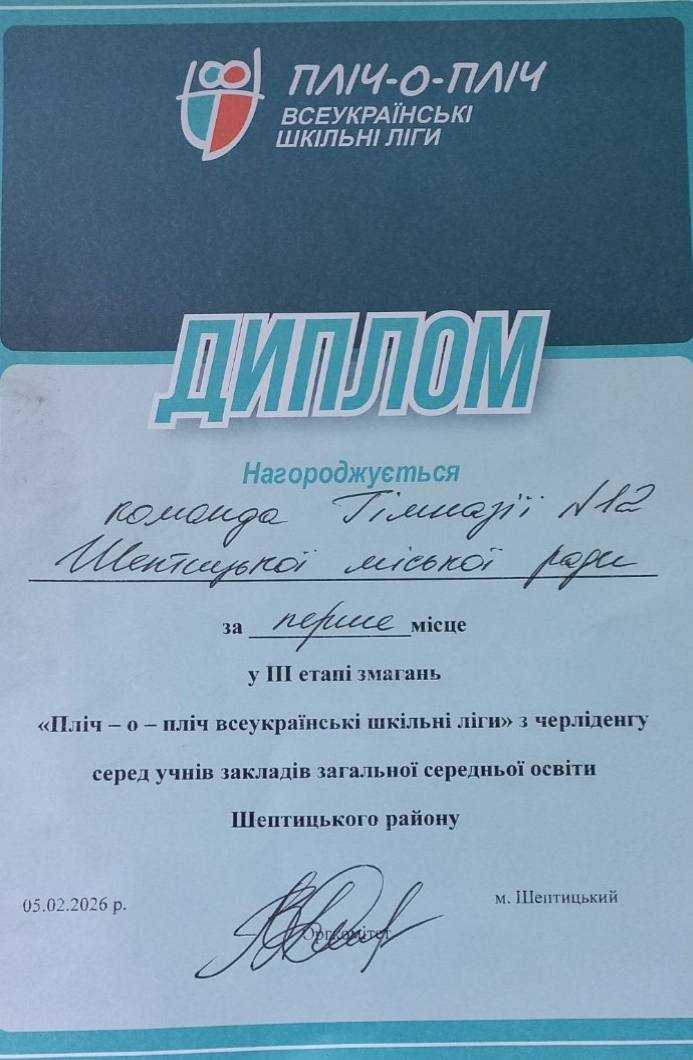 ПЛІЧ-О-ПЛІЧ
ВСЕУКРАЇНСЬКІ
ШКІЛЬНІ ЛІГИ
ДИПЛОМ
Нагороджується
команда Гімназії №12
Шептицької міської ради
за перше місце
у ІІІ етапі змагань
«Пліч – о – пліч всеукраїнські шкільні ліги» з черліденгу
серед учнів закладів загальної середньої освіти
Шептицького району
05.02.2026 р.
м. Шептицький
Оргкомітет